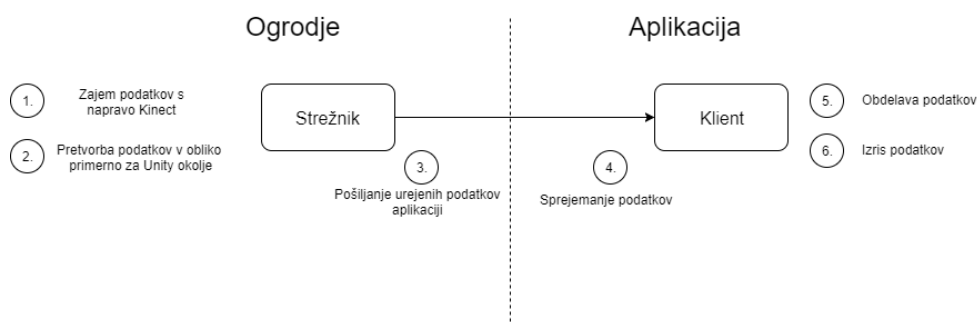 Ogrodje
Aplikacija
1.
Zajem podatkov s
napravo Kinect
2.
Pretvorba podatkov v obliko
primerno za Unity okolje
Strežnik
3.
Pošiljanje urejenih podatkov
aplikaciji
4.
Sprejemanje podatkov
Klient
5.
Obdelava podatkov
6.
Izris podatkov